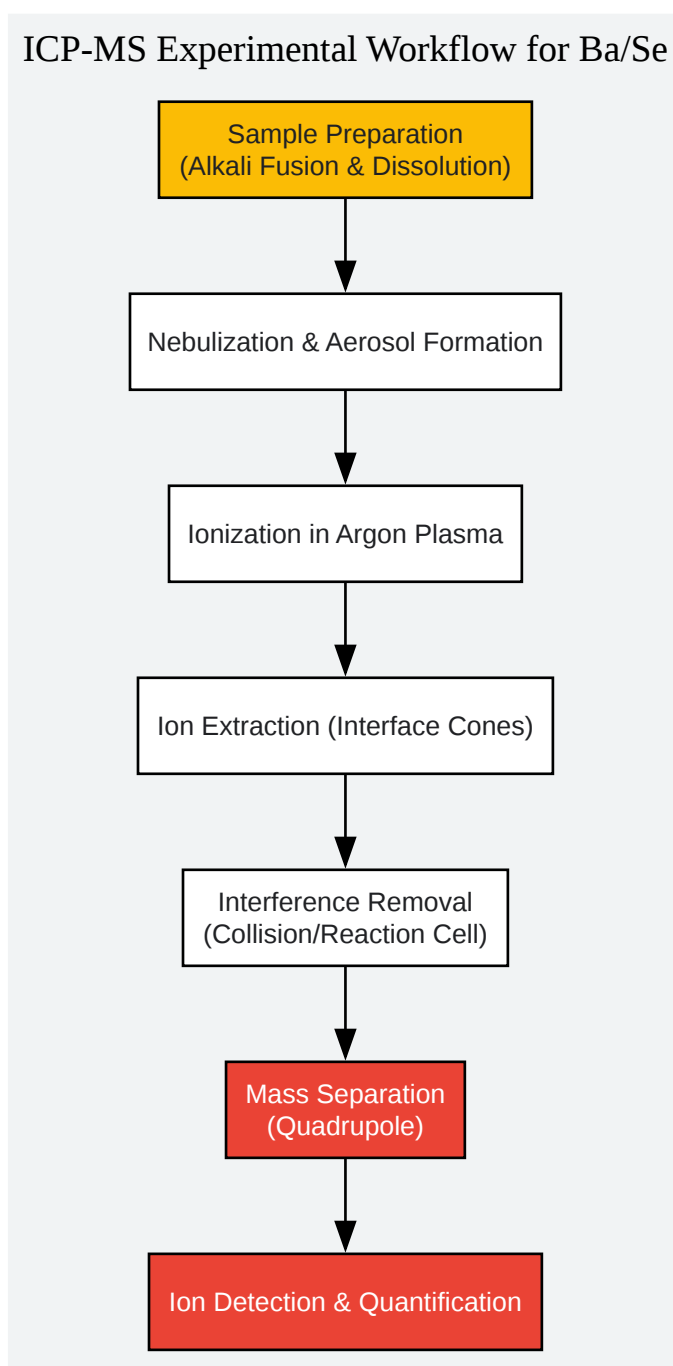 ICP-MS Experimental Workflow for Ba/Se
Sample Preparation
(Alkali Fusion & Dissolution)
Nebulization & Aerosol Formation
Ionization in Argon Plasma
Ion Extraction (Interface Cones)
Interference Removal
(Collision/Reaction Cell)
Mass Separation
(Quadrupole)
Ion Detection & Quantification